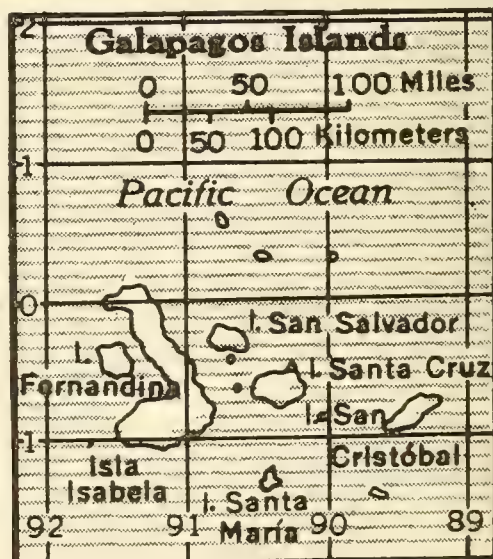 2
Galapagos Islands
0 50 100 Miles
0 50 100 Kilometers
1
Pacific Ocean
0
I. San Salvador
I.
Fernandina
I. Santa Cruz
I. San
Cristóbal
1
Isla
Isabela
I. Santa
María
92 91 90 89